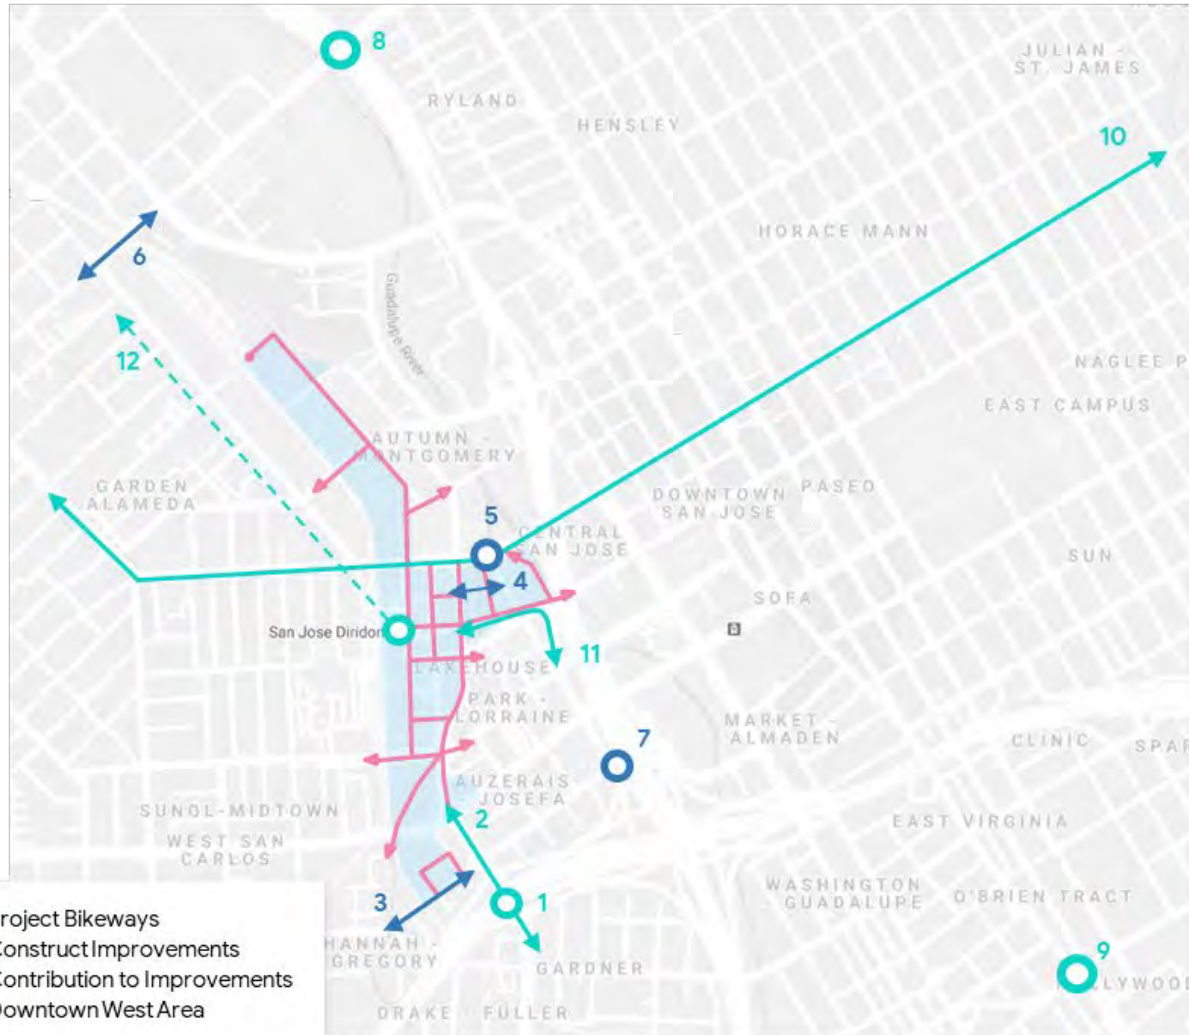 8
JULIAN -
ST. JAMES
RYLAND
HENSLEY
10
HORACE MANN
6
Guadalupe River
12
NAGLEE P
EAST CAMPUS
AUTUMN -
MONTGOMERY
GARDEN
ALAMEDA
DOWNTOWN
SAN JOSE
PASEO
5
CENTRAL
SAN JOSE
SUN
4
SOFA
San Jose Diridon
11
LAKEHOUSE
PARK -
LORRAINE
MARKET -
ALMADEN
7
CLINIC
SPAR
AUZERAIS
JOSEFA
SUNOL-MIDTOWN
2
EAST VIRGINIA
WEST SAN
CARLOS
WASHINGTON
- GUADALUPE
O'BRIEN TRACT
3
1
roject Bikeways
Construct Improvements
Contribution to Improvements
Downtown West Area
HANNAH -
GREGORY
GARDNER
9
LLYWOOD
DRAKE - FULLER